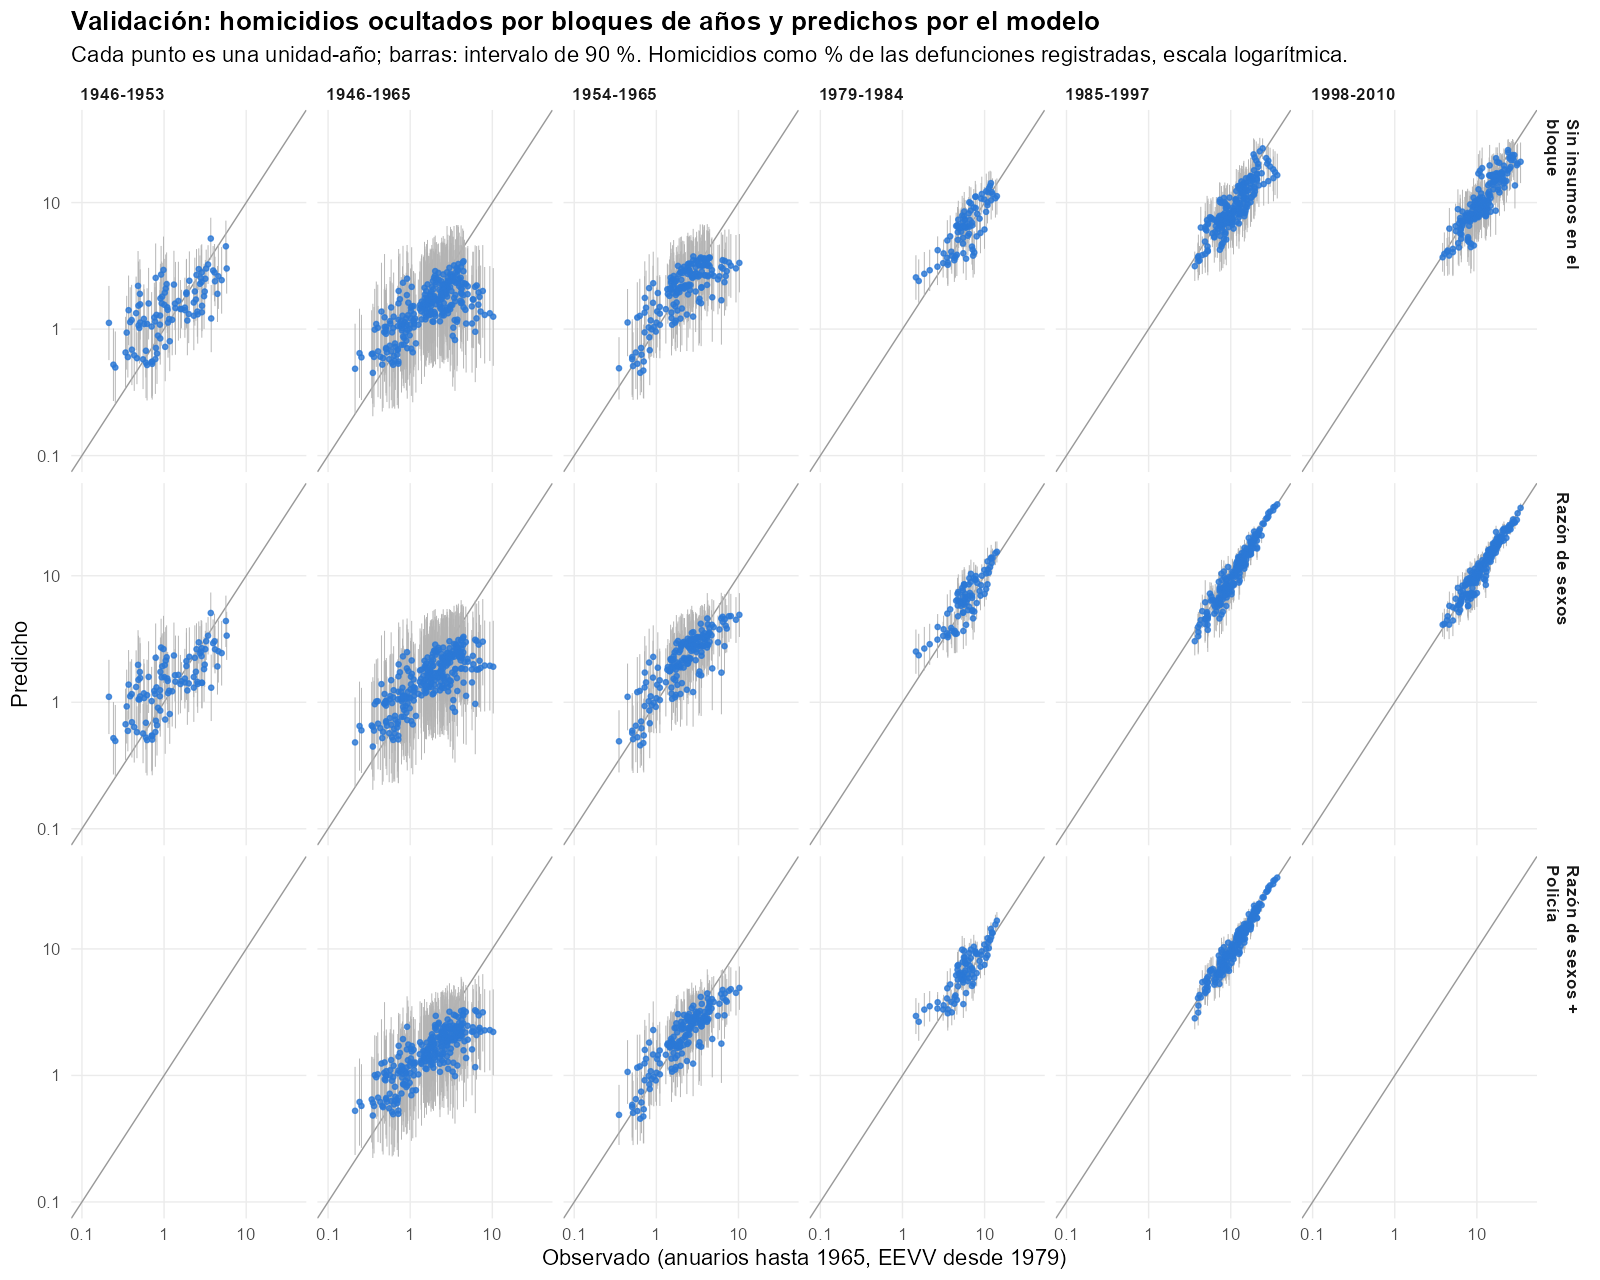 Validación: homicidios ocultados por bloques de años y predichos por el modelo
Cada punto es una unidad-año; barras: intervalo de 90 %. Homicidios como % de las defunciones registradas, escala logarítmica.
1946-1953
1946-1965
1954-1965
1979-1984
1985-1997
1998-2010
Sin insumos en el
bloque
10
1
0.1
Razón de sexos
10
1
0.1
Razón de sexos +
Policía
10
1
0.1
Predicho
0.1 1 10
0.1 1 10
0.1 1 10
0.1 1 10
0.1 1 10
0.1 1 10
Observado (anuarios hasta 1965, EEVV desde 1979)